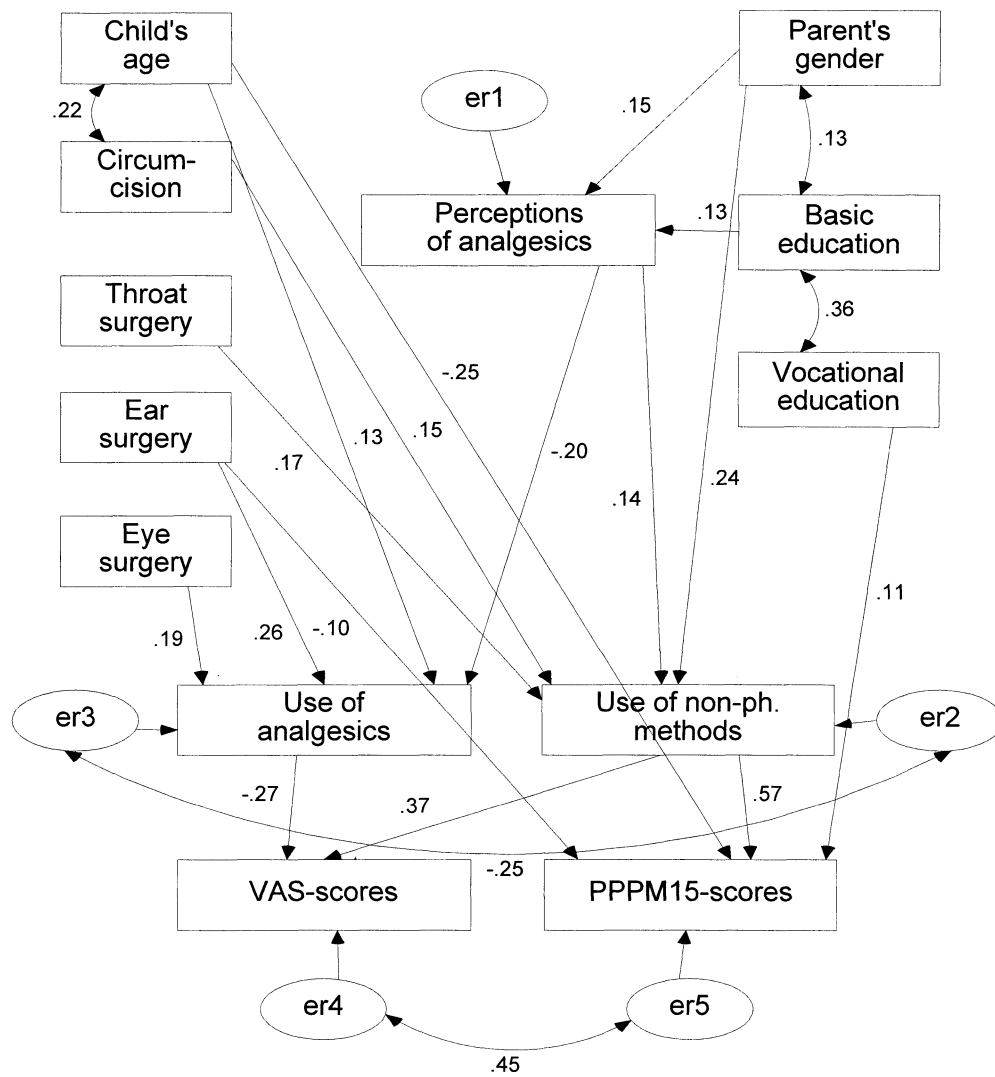 Child's
age
Parent's
gender
er1
.22
.15
.13
Circum-
cision
Perceptions
of analgesics
.13
Basic
education
Throat
surgery
.36
-.25
Vocational
education
Ear
surgery
.17
.13
.15
-.20
.14
.24
Eye
surgery
.11
.19
.26
-.10
er3
Use of
analgesics
Use of non-ph.
methods
er2
-.27
.37
.57
-.25
VAS-scores
PPPM15-scores
er4
er5
.45